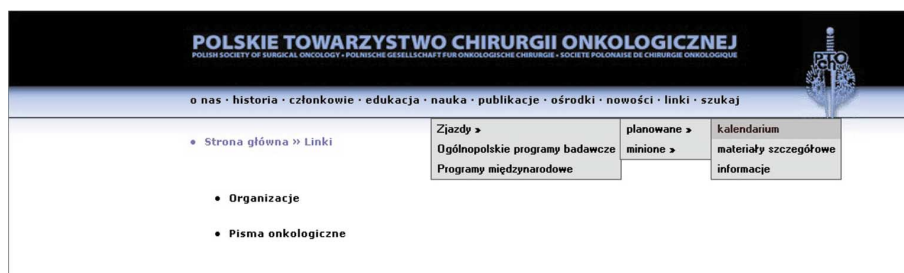 POLSKIE TOWARZYSTWO CHIRURGII ONKOLOGICZNEJ
POLISH SOCIETY OF SURGICAL ONCOLOGY • POLNISCHE GESELLSCHAFT FUR ONKOLOGISCHE CHIRURGIE • SOCIETE POLONAISE DE CHIRURGIE ONKOLOGIQUE
PTCHO
o nas · historia · członkowie · edukacja · nauka · publikacje · ośrodki · nowości · linki · szukaj
Zjazdy » planowane » kalendarium
• Strona główna » Linki
Ogólnopolskie programy badawcze minione » materiały szczegółowe
Programy międzynarodowe informacje
• Organizacje
• Pisma onkologiczne